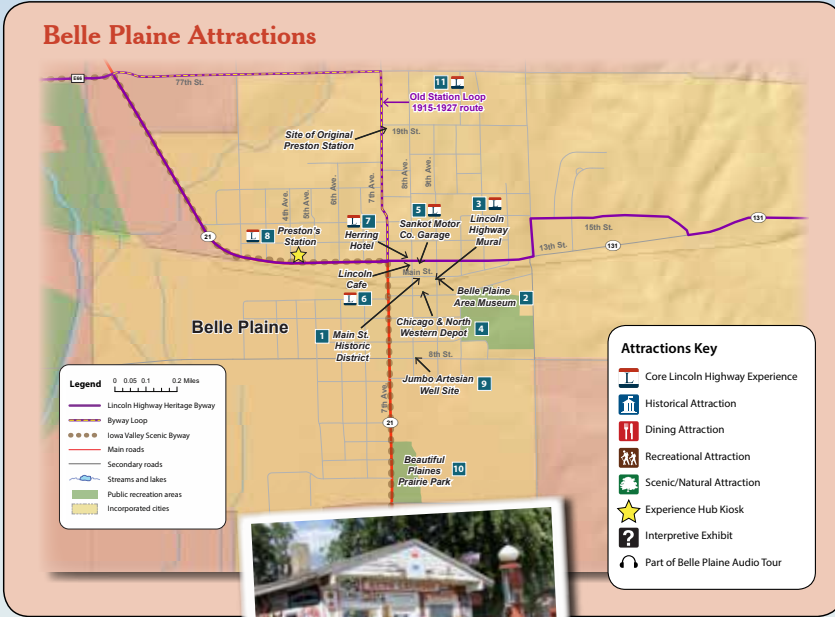 Belle Plaine Attractions
E66
77th St.
11
L
Old Station Loop
1915-1927 route
Site of Original
Preston Station
19th St.
4th Ave.
5th Ave.
6th Ave.
7th Ave.
8th Ave.
9th Ave.
21
L
8
Preston's
Station
L
7
Herring
Hotel
5
L
Sankot Motor
Co. Garage
3
L
Lincoln
Highway
Mural
15th St.
13th St.
131
131
Lincoln
Cafe
L
6
Main St.
Belle Plaine
Area Museum
2
Belle Plaine
1
Main St.
Historic
District
Chicago & North
Western Depot
4
8th St.
Jumbo Artesian
Well Site
9
7th Ave.
21
Beautiful
Plaines
Prairie Park
10
Legend
0 0.05 0.1 0.2 Miles
Lincoln Highway Heritage Byway
Byway Loop
Iowa Valley Scenic Byway
Main roads
Secondary roads
Streams and lakes
Public recreation areas
Incorporated cities
Attractions Key
L
Core Lincoln Highway Experience
Historical Attraction
Dining Attraction
Recreational Attraction
Scenic/Natural Attraction
Experience Hub Kiosk
?
Interpretive Exhibit
Part of Belle Plaine Audio Tour